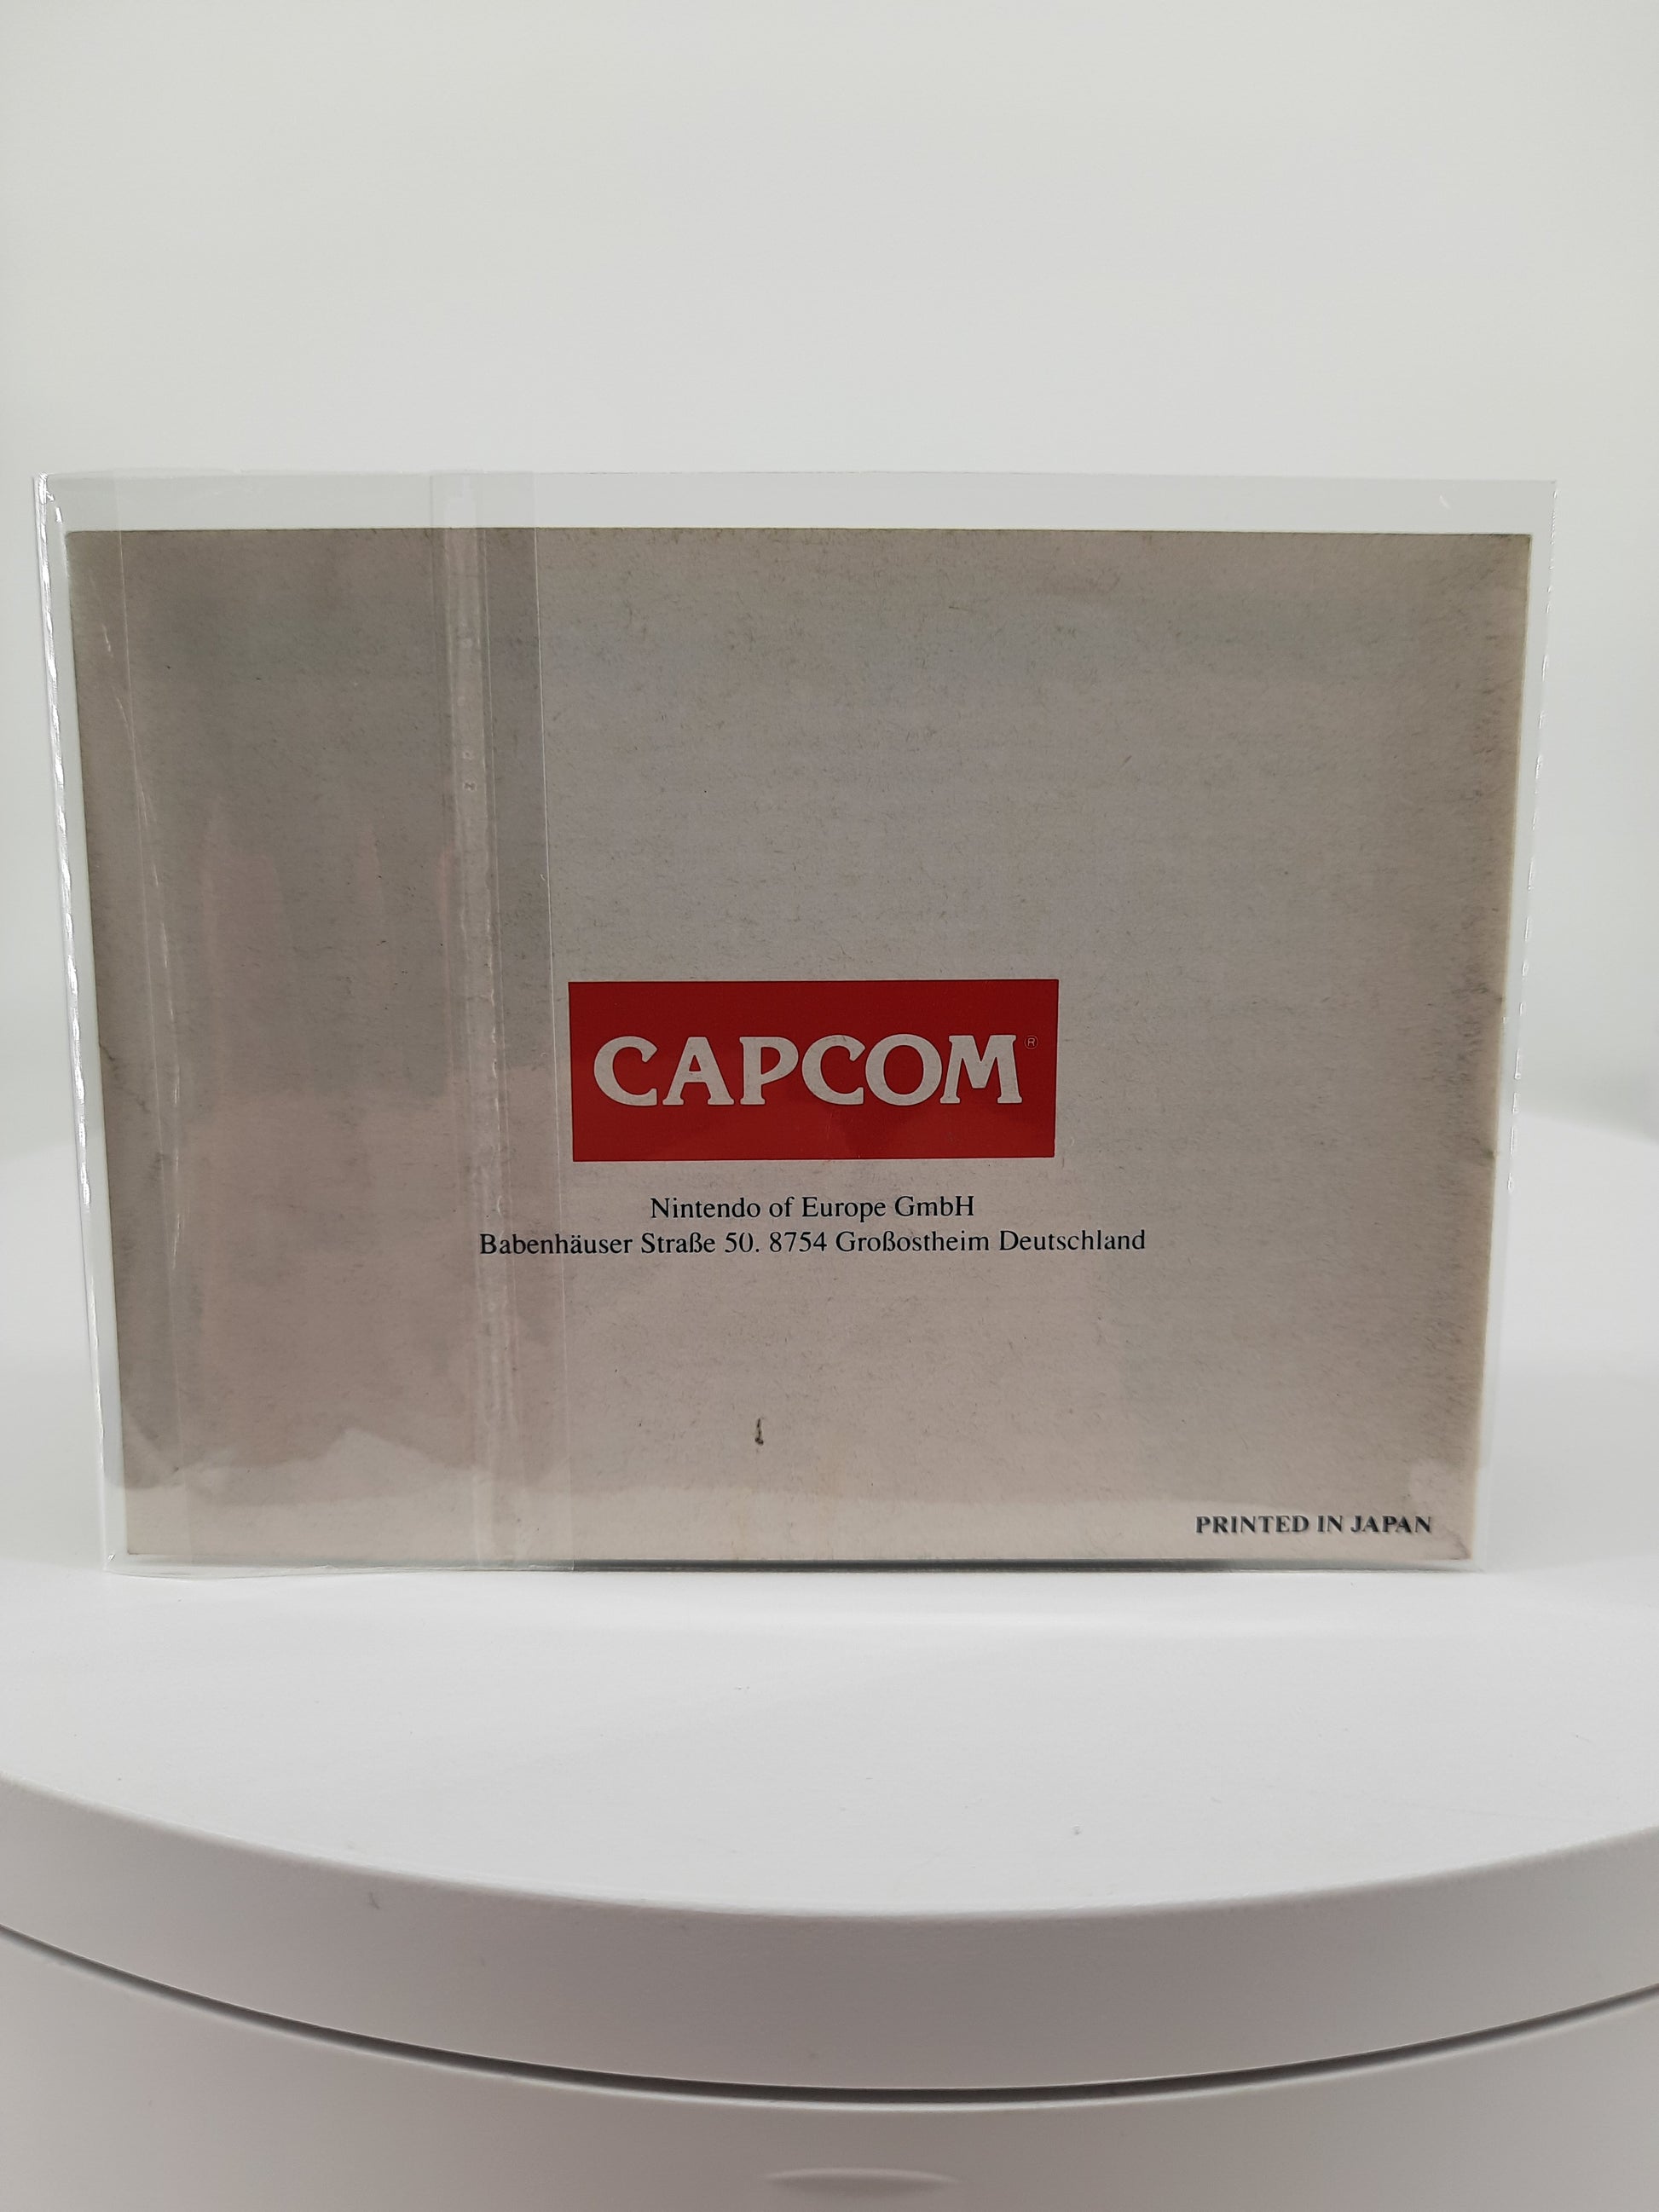 CAPCOM®
Nintendo of Europe GmbH
Babenhäuser Straße 50. 8754 Großostheim Deutschland
PRINTED IN JAPAN